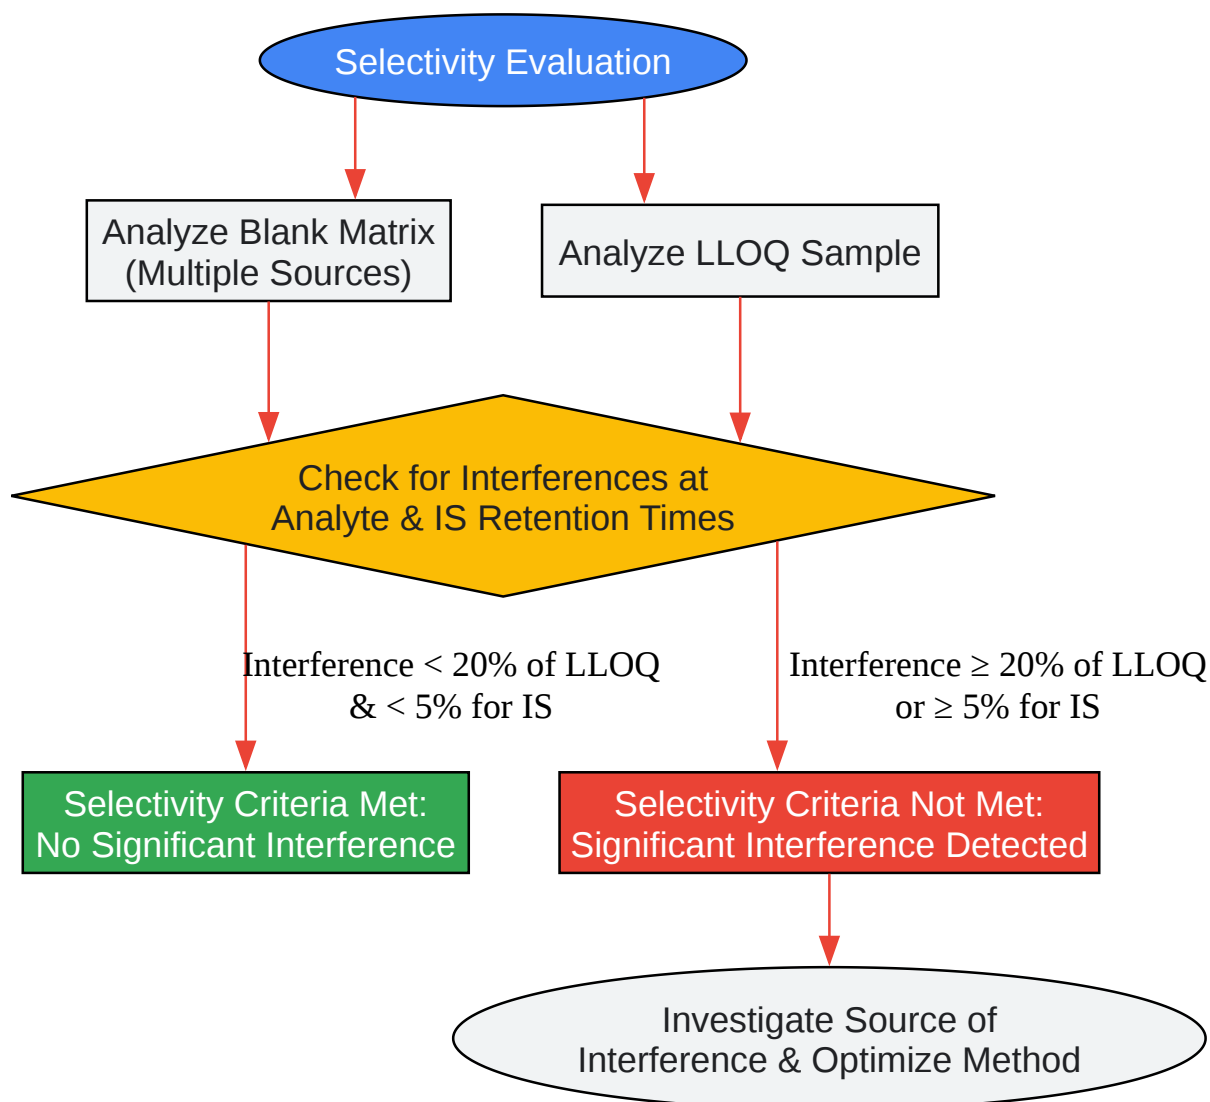 Selectivity Evaluation
Analyze Blank Matrix
(Multiple Sources)
Analyze LLOQ Sample
Check for Interferences at
Analyte & IS Retention Times
Interference < 20% of LLOQ
& < 5% for IS
Interference ≥ 20% of LLOQ
or ≥ 5% for IS
Selectivity Criteria Met:
No Significant Interference
Selectivity Criteria Not Met:
Significant Interference Detected
Investigate Source of
Interference & Optimize Method